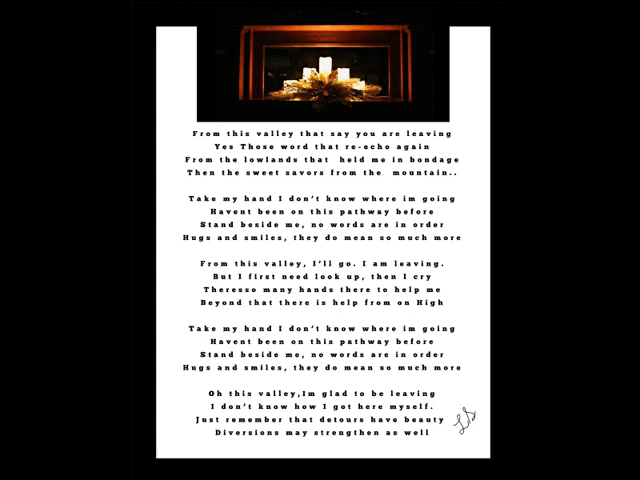 From this valley that say you are leaving
Yes Those word that re-echo again
From the lowlands that held me in bondage
Then the sweet savors from the mountain..
Take my hand I don't know where im going
Havent been on this pathway before
Stand beside me, no words are in order
Hugs and smiles, they do mean so much more
From this valley, I'll go. I am leaving.
But I first need look up, then I cry
Theresso many hands there to help me
Beyond that there is help from on High
Take my hand I don't know where im going
Havent been on this pathway before
Stand beside me, no words are in order
Hugs and smiles, they do mean so much more
Oh this valley,Im glad to be leaving
I don't know how I got here myself.
Just remember that detours have beauty
Diversions may strengthen as well